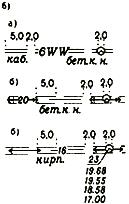 б)
а)
5,0 2,0 2,0
6WW
каб. бет.к.н.
б) 5,0 2,0 2,0
20
бет.к.н.
б) 5,0 2,0
16
кирп. 23
19.68
19.55
18.58
17.00